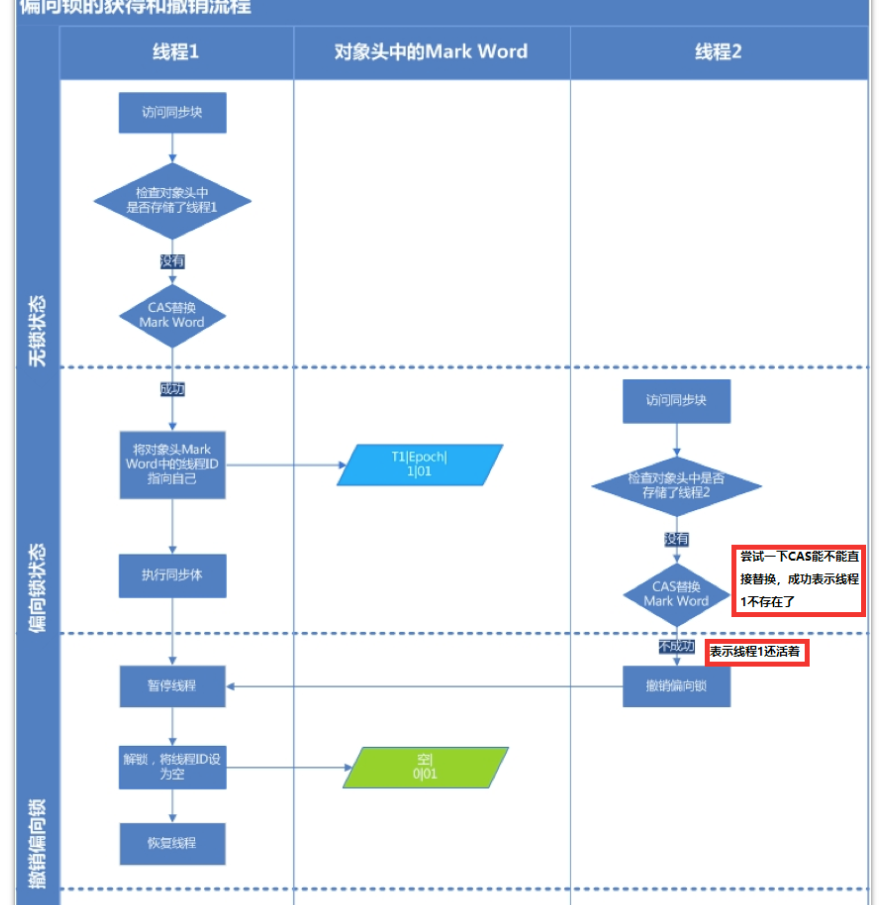 偏向锁的获得和撤销流程
线程1
对象头中的Mark Word
线程2
无锁状态
访问同步块
检查对象头中
是否存储了线程1
没有
CAS替换
Mark Word
偏向锁状态
成功
将对象头Mark
Word中的线程ID
指向自己
T1|Epoch|
1|01
执行同步体
访问同步块
检查对象头中是否
存储了线程2
没有
CAS替换
Mark Word
尝试一下CAS能不能直
接替换，成功表示线程
1不存在了
不成功
表示线程1还活着
撤销偏向锁
暂停线程
撤销偏向锁
解锁，将线程ID设
为空
空|
0|01
恢复线程